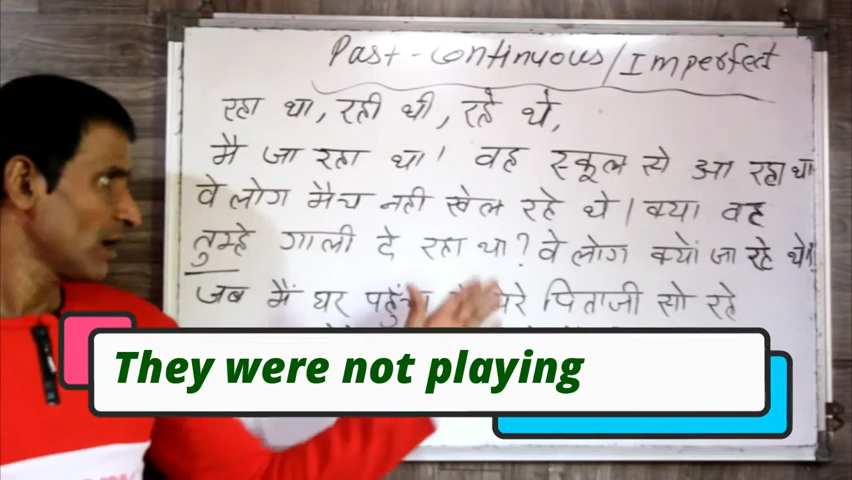 Past-Continuous/Imperfect
रहा था, रही थी, रहे थे,
मै जा रहा था। वह स्कूल से आ रहा था
वे लोग मैच नही खेल रहे थे। क्या वह
तुम्हे गाली दे रहा था? वे लोग क्यों जा रहे थे।
जब मैं घर पहुँचा मेरे पिताजी सो रहे
They were not playing